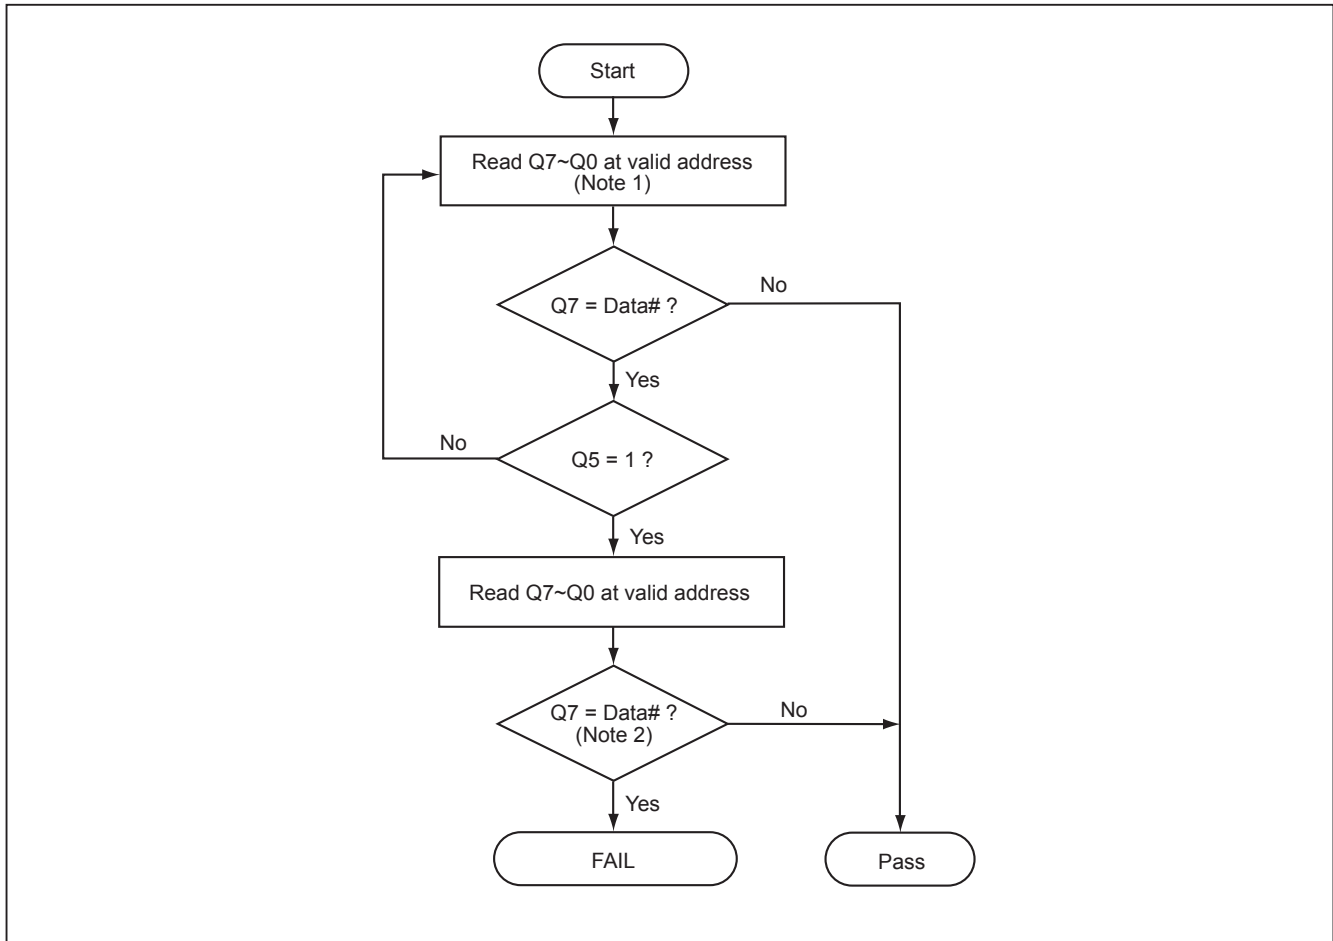 Start
Read Q7~Q0 at valid address
(Note 1)
Q7 = Data# ?
No
Yes
No
Q5 = 1 ?
Yes
Read Q7~Q0 at valid address
Q7 = Data# ?
(Note 2)
No
Yes
FAIL
Pass